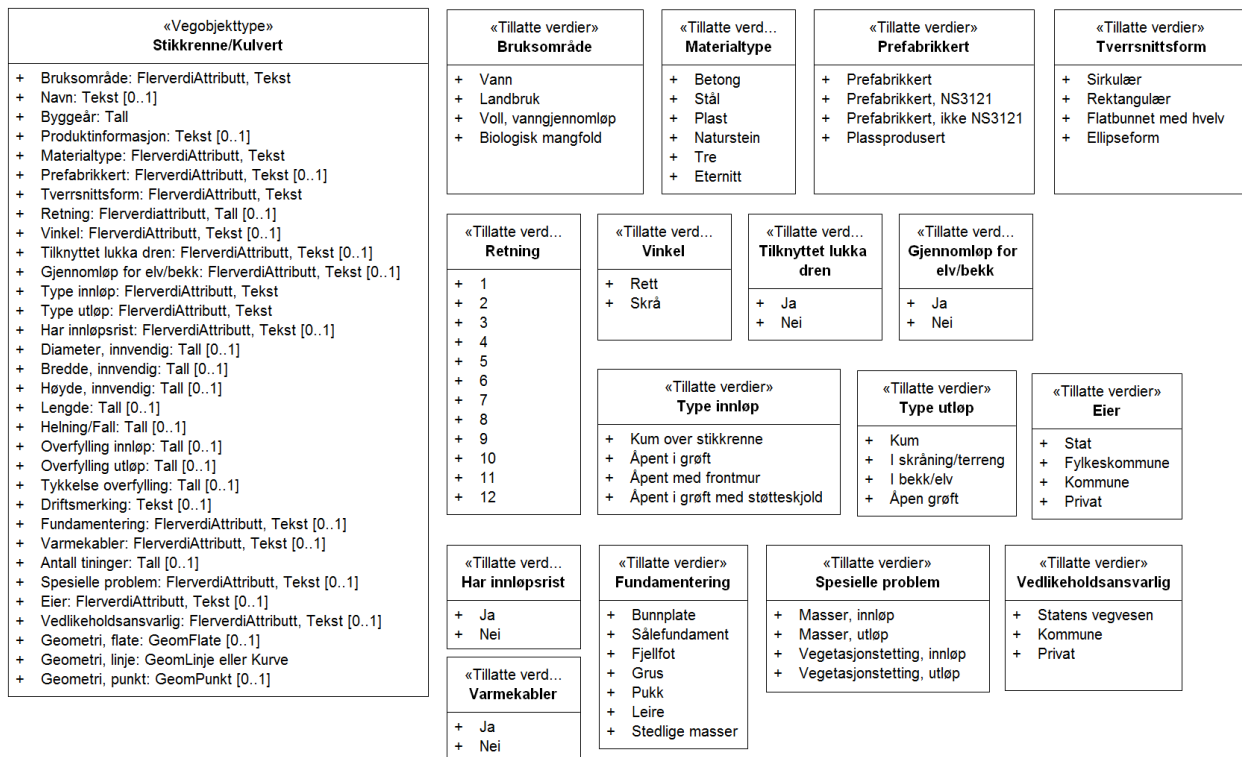 «Vegobjekttype»
Stikkrenne/Kulvert
+ Bruksområde: FlerverdiAttributt, Tekst
+ Navn: Tekst [0..1]
+ Byggeår: Tall
+ Produktinformasjon: Tekst [0..1]
+ Materialtype: FlerverdiAttributt, Tekst
+ Prefabrikkert: FlerverdiAttributt, Tekst [0..1]
+ Tverrsnittsform: FlerverdiAttributt, Tekst
+ Retning: Flerverdiattributt, Tall [0..1]
+ Vinkel: FlerverdiAttributt, Tekst [0..1]
+ Tilknyttet lukka dren: FlerverdiAttributt, Tekst [0..1]
+ Gjennomløp for elv/bekk: FlerverdiAttributt, Tekst [0..1]
+ Type innløp: FlerverdiAttributt, Tekst
+ Type utløp: FlerverdiAttributt, Tekst
+ Har innløpsrist: FlerverdiAttributt, Tekst [0..1]
+ Diameter, innvendig: Tall [0..1]
+ Bredde, innvendig: Tall [0..1]
+ Høyde, innvendig: Tall [0..1]
+ Lengde: Tall [0..1]
+ Helning/Fall: Tall [0..1]
+ Overfylling innløp: Tall [0..1]
+ Overfylling utløp: Tall [0..1]
+ Tykkelse overfylling: Tall [0..1]
+ Driftsmerking: Tekst [0..1]
+ Fundamentering: FlerverdiAttributt, Tekst [0..1]
+ Varmekabler: FlerverdiAttributt, Tekst [0..1]
+ Antall tininger: Tall [0..1]
+ Spesielle problem: FlerverdiAttributt, Tekst [0..1]
+ Eier: FlerverdiAttributt, Tekst [0..1]
+ Vedlikeholdsansvarlig: FlerverdiAttributt, Tekst [0..1]
+ Geometri, flate: GeomFlate [0..1]
+ Geometri, linje: GeomLinje eller Kurve
+ Geometri, punkt: GeomPunkt [0..1]
«Tillatte verdier»
Bruksområde
+ Vann
+ Landbruk
+ Voll, vanngjennomløp
+ Biologisk mangfold
«Tillatte verd...
Materialtype
+ Betong
+ Stål
+ Plast
+ Naturstein
+ Tre
+ Eternitt
«Tillatte verdier»
Prefabrikkert
+ Prefabrikkert
+ Prefabrikkert, NS3121
+ Prefabrikkert, ikke NS3121
+ Plassprodusert
«Tillatte verdier»
Tverrsnittsform
+ Sirkulær
+ Rektangulær
+ Flatbunnet med hvelv
+ Ellipseform
«Tillatte verd...
Retning
+ 1
+ 2
+ 3
+ 4
+ 5
+ 6
+ 7
+ 8
+ 9
+ 10
+ 11
+ 12
«Tillatte verd...
Vinkel
+ Rett
+ Skrå
«Tillatte verd...
Tilknyttet lukka
dren
+ Ja
+ Nei
«Tillatte verd...
Gjennomløp for
elv/bekk
+ Ja
+ Nei
«Tillatte verdier»
Type innløp
+ Kum over stikkrenne
+ Åpent i grøft
+ Åpent med frontmur
+ Åpent i grøft med støtteskjold
«Tillatte verdier»
Type utløp
+ Kum
+ I skråning/terreng
+ I bekk/elv
+ Åpen grøft
«Tillatte verdier»
Eier
+ Stat
+ Fylkeskommune
+ Kommune
+ Privat
«Tillatte verd...
Har innløpsrist
+ Ja
+ Nei
«Tillatte verdier»
Fundamentering
+ Bunnplate
+ Sålefundament
+ Fjellfot
+ Grus
+ Pukk
+ Leire
+ Stedlige masser
«Tillatte verdier»
Spesielle problem
+ Masser, innløp
+ Masser, utløp
+ Vegetasjonstetting, innløp
+ Vegetasjonstetting, utløp
«Tillatte verdier»
Vedlikeholdsansvarlig
+ Statens vegvesen
+ Kommune
+ Privat
«Tillatte verd...
Varmekabler
+ Ja
+ Nei